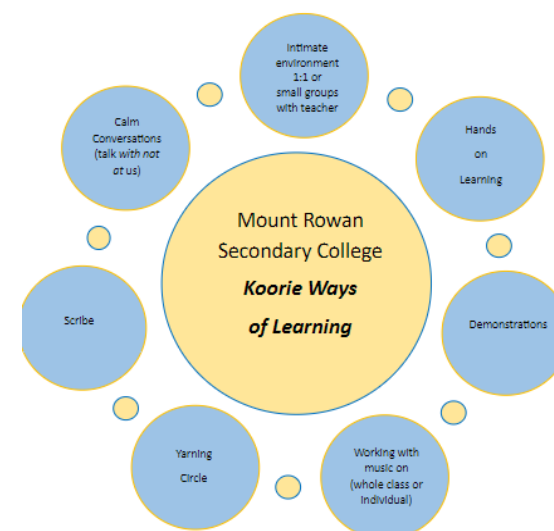 Intimate
environment
1:1 or
small groups
with teacher
Hands
on
Learning
Demonstrations
Working with
music on
(whole class or
individual)
Yarning
Circle
Scribe
Calm
Conversations
(talk with not
at us)
Mount Rowan
Secondary College
Koorie Ways
of Learning